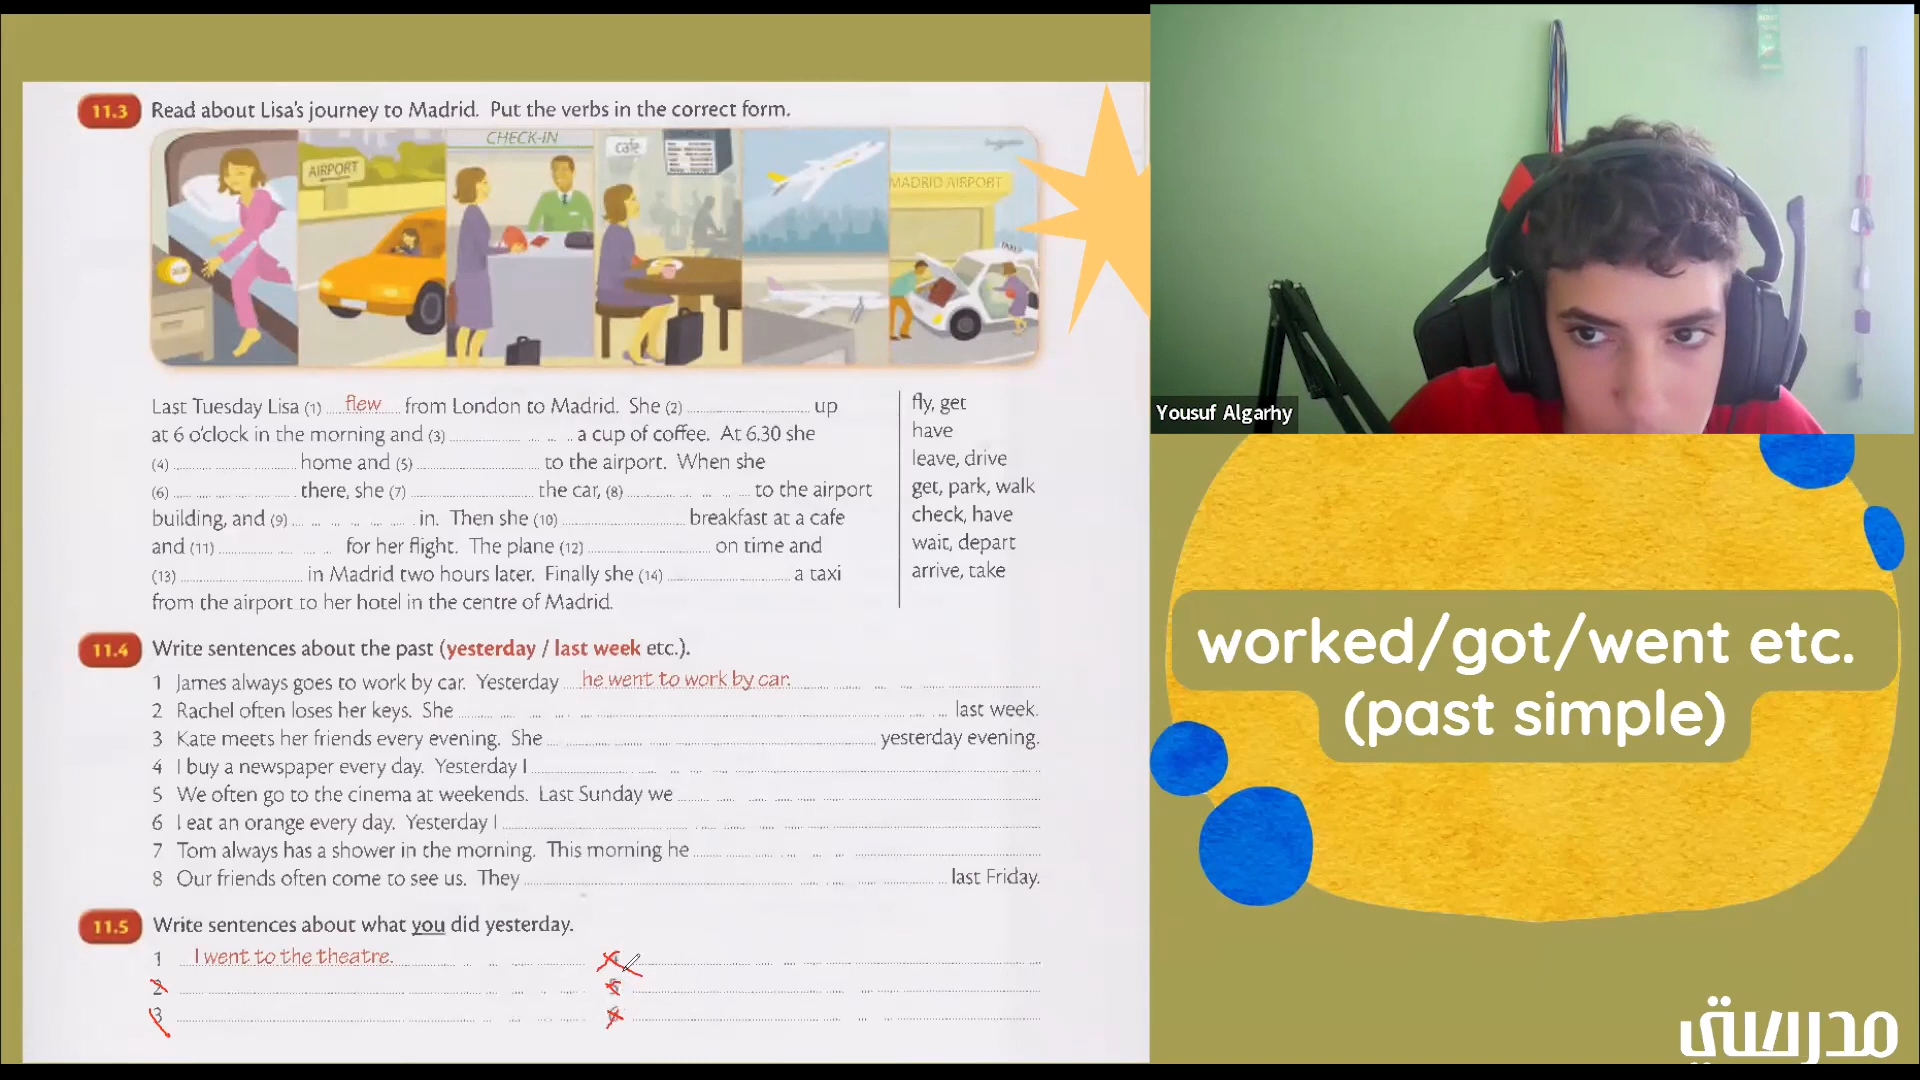 11.3 Read about Lisa's journey to Madrid. Put the verbs in the correct form.
AIRPORT
CHECK-IN
cafe
MADRID AIRPORT
TAXI
Last Tuesday Lisa (1) flew from London to Madrid. She (2) up
at 6 o'clock in the morning and (3) a cup of coffee. At 6.30 she
(4) home and (5) to the airport. When she
(6) there, she (7) the car, (8) to the airport
building, and (9) in. Then she (10) breakfast at a cafe
and (11) for her flight. The plane (12) on time and
(13) in Madrid two hours later. Finally she (14) a taxi
from the airport to her hotel in the centre of Madrid.
fly, get
have
leave, drive
get, park, walk
check, have
wait, depart
arrive, take
11.4 Write sentences about the past (yesterday / last week etc.).
1 James always goes to work by car. Yesterday he went to work by car.
2 Rachel often loses her keys. She last week.
3 Kate meets her friends every evening. She yesterday evening.
4 I buy a newspaper every day. Yesterday I
5 We often go to the cinema at weekends. Last Sunday we
6 I eat an orange every day. Yesterday I
7 Tom always has a shower in the morning. This morning he
8 Our friends often come to see us. They last Friday.
11.5 Write sentences about what you did yesterday.
1 I went to the theatre.
2
3
4
5
6
Yousuf Algarhy
worked/got/went etc.
(past simple)
مدرستي